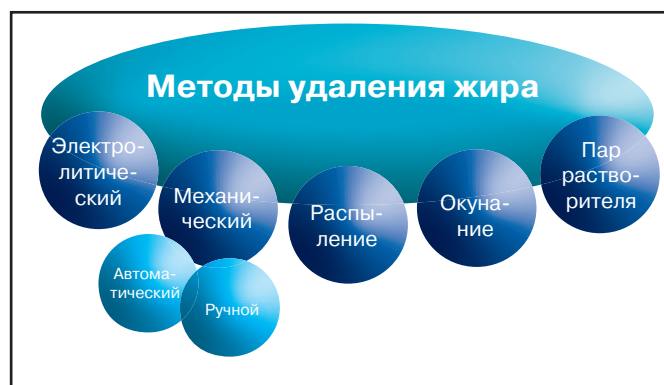 Методы удаления жира
Электро-
литиче-
ский
Механи-
ческий
Распы-
ление
Окуна-
ние
Пар
раство-
рителя
Автома-
тический
Ручной